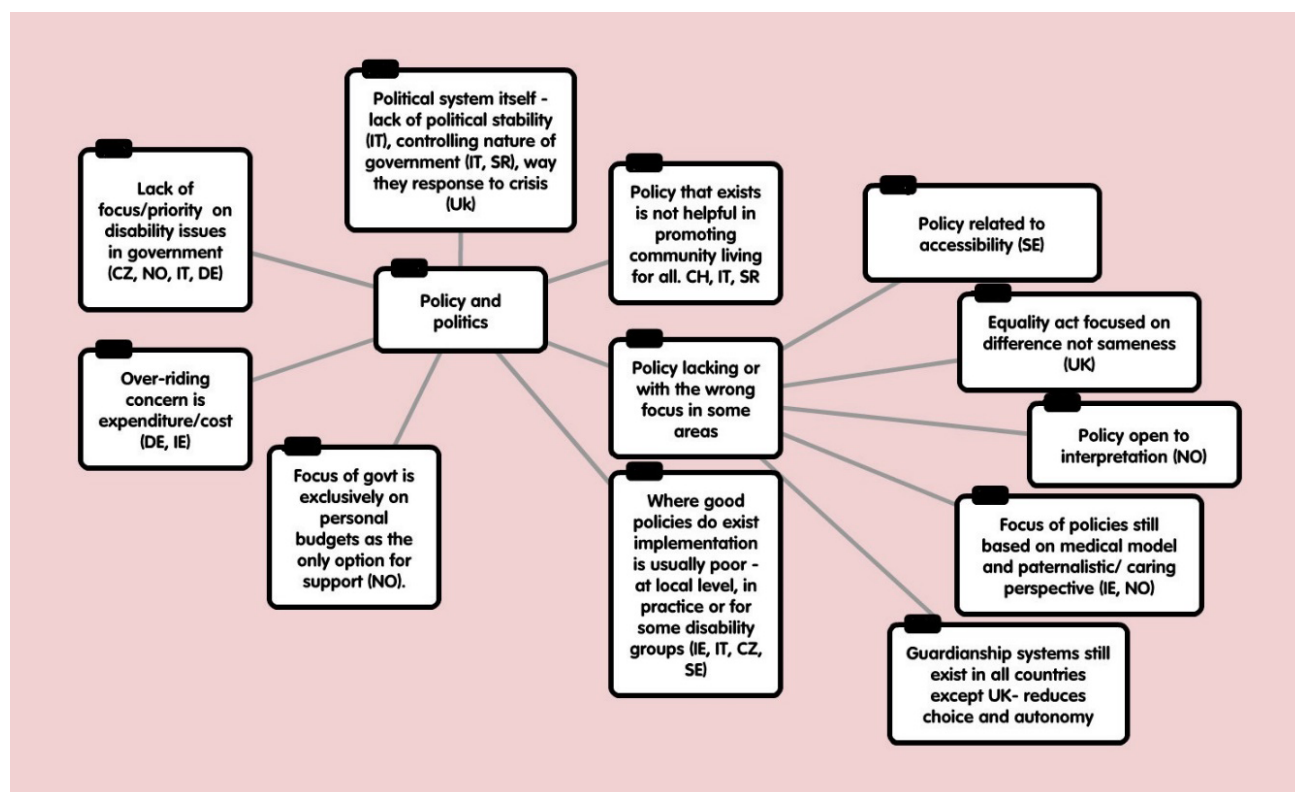 Political system itself -
lack of political stability
(IT), controlling nature of
government (IT, SR), way
they response to crisis
(Uk)
Lack of
focus/priority on
disability issues
in government
(CZ, NO, IT, DE)
Policy that exists
is not helpful in
promoting
community living
for all. CH, IT, SR
Policy related to
accessibility (SE)
Policy and
politics
Equality act focused on
difference not sameness
(UK)
Over-riding
concern is
expenditure/cost
(DE, IE)
Policy lacking or
with the wrong
focus in some
areas
Policy open to
interpretation (NO)
Focus of govt is
exclusively on
personal
budgets as the
only option for
support (NO).
Where good
policies do exist
implementation
is usually poor -
at local level, in
practice or for
some disability
groups (IE, IT, CZ,
SE)
Focus of policies still
based on medical model
and paternalistic/ caring
perspective (IE, NO)
Guardianship systems still
exist in all countries
except UK- reduces
choice and autonomy